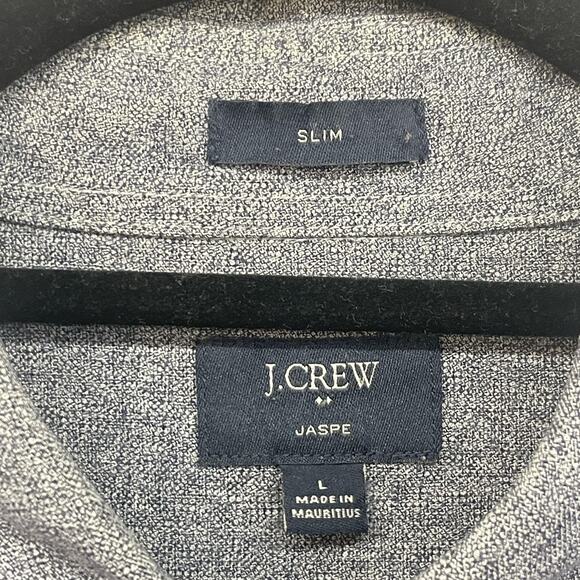 SLIM
J.CREW
JASPE
L
MADE IN
MAURITIUS